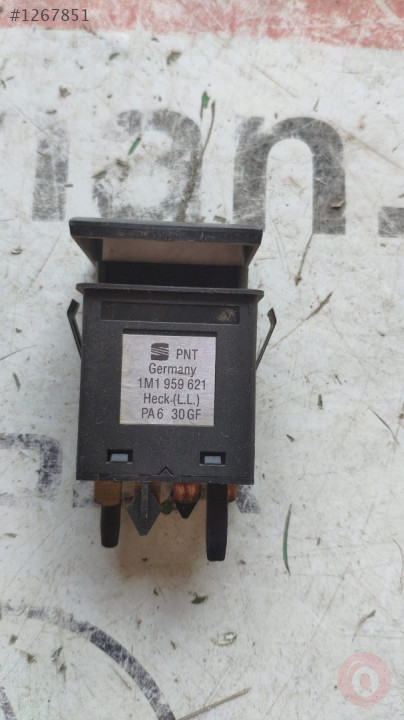 #1267851
PNT
Germany
1M1 959 621
Heck-(L.L.)
PA6 30GF